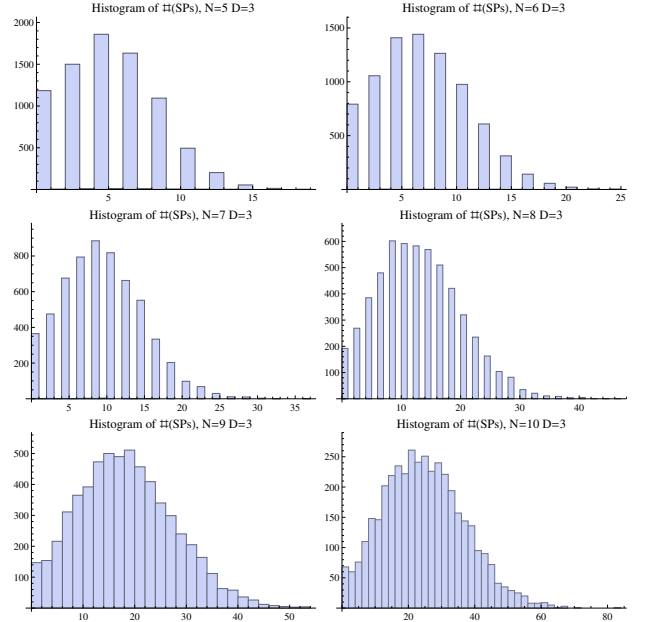 Histogram of ♯(SPs), N=5 D=3
2000
1500
1000
500
5 10 15
Histogram of ♯(SPs), N=6 D=3
1500
1000
500
5 10 15 20 25
Histogram of ♯(SPs), N=7 D=3
800
600
400
200
5 10 15 20 25 30 35
Histogram of ♯(SPs), N=8 D=3
600
500
400
300
200
100
10 20 30 40
Histogram of ♯(SPs), N=9 D=3
500
400
300
200
100
10 20 30 40 50
Histogram of ♯(SPs), N=10 D=3
250
200
150
100
50
20 40 60 80